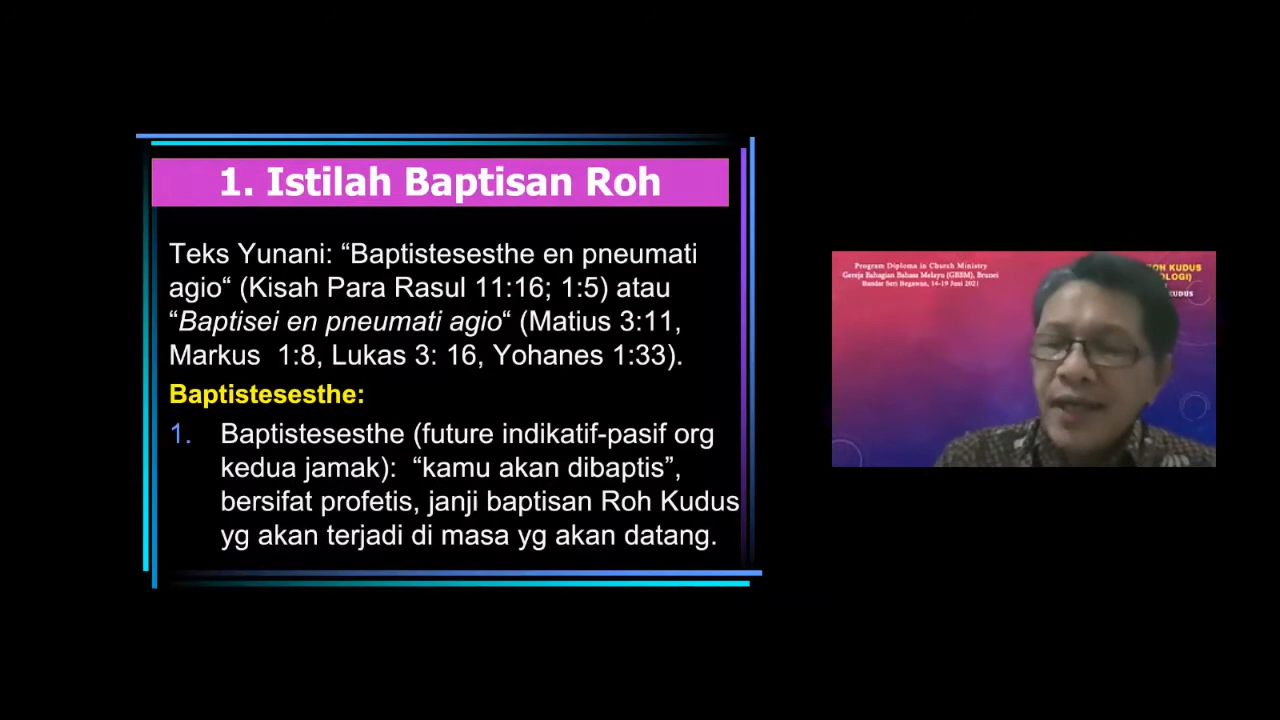 1. Istilah Baptisan Roh
Teks Yunani: “Baptistesesthe en pneumati
agio“ (Kisah Para Rasul 11:16; 1:5) atau
“Baptisei en pneumati agio“ (Matius 3:11,
Markus 1:8, Lukas 3: 16, Yohanes 1:33).
Baptistesesthe:
1. Baptistesesthe (future indikatif-pasif org
kedua jamak): “kamu akan dibaptis”,
bersifat profetis, janji baptisan Roh Kudus
yg akan terjadi di masa yg akan datang.
Program Diploma in Church Ministry
Gereja Bahagian Bahasa Melayu (GBBM), Brunei
Bandar Seri Begawan, 14-19 Juni 2021
ROH KUDUS